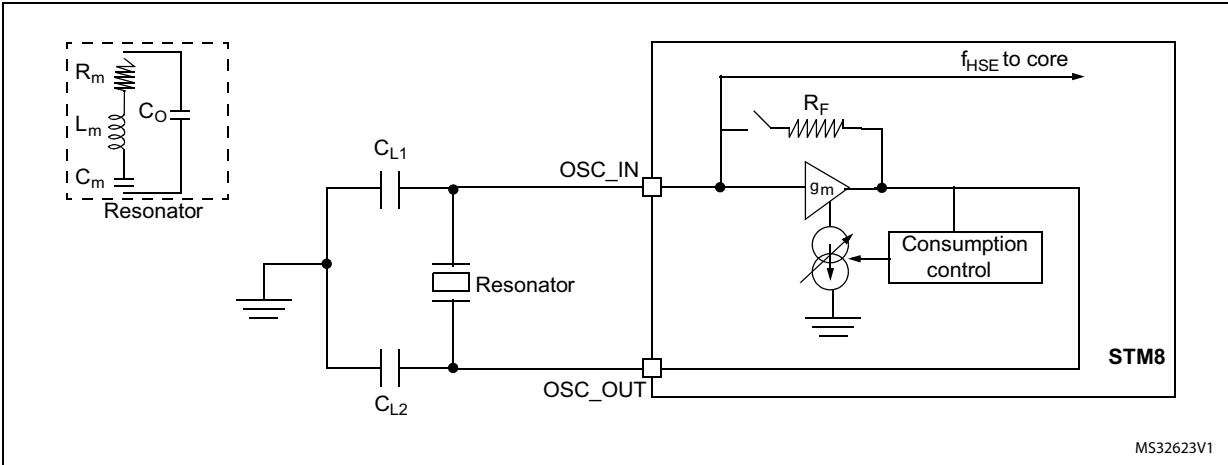 Rm
Lm
CO
Cm
Resonator
CL1
CL2
Resonator
OSC_IN
OSC_OUT
fHSE to core
RF
gm
Consumption
control
STM8
MS32623V1